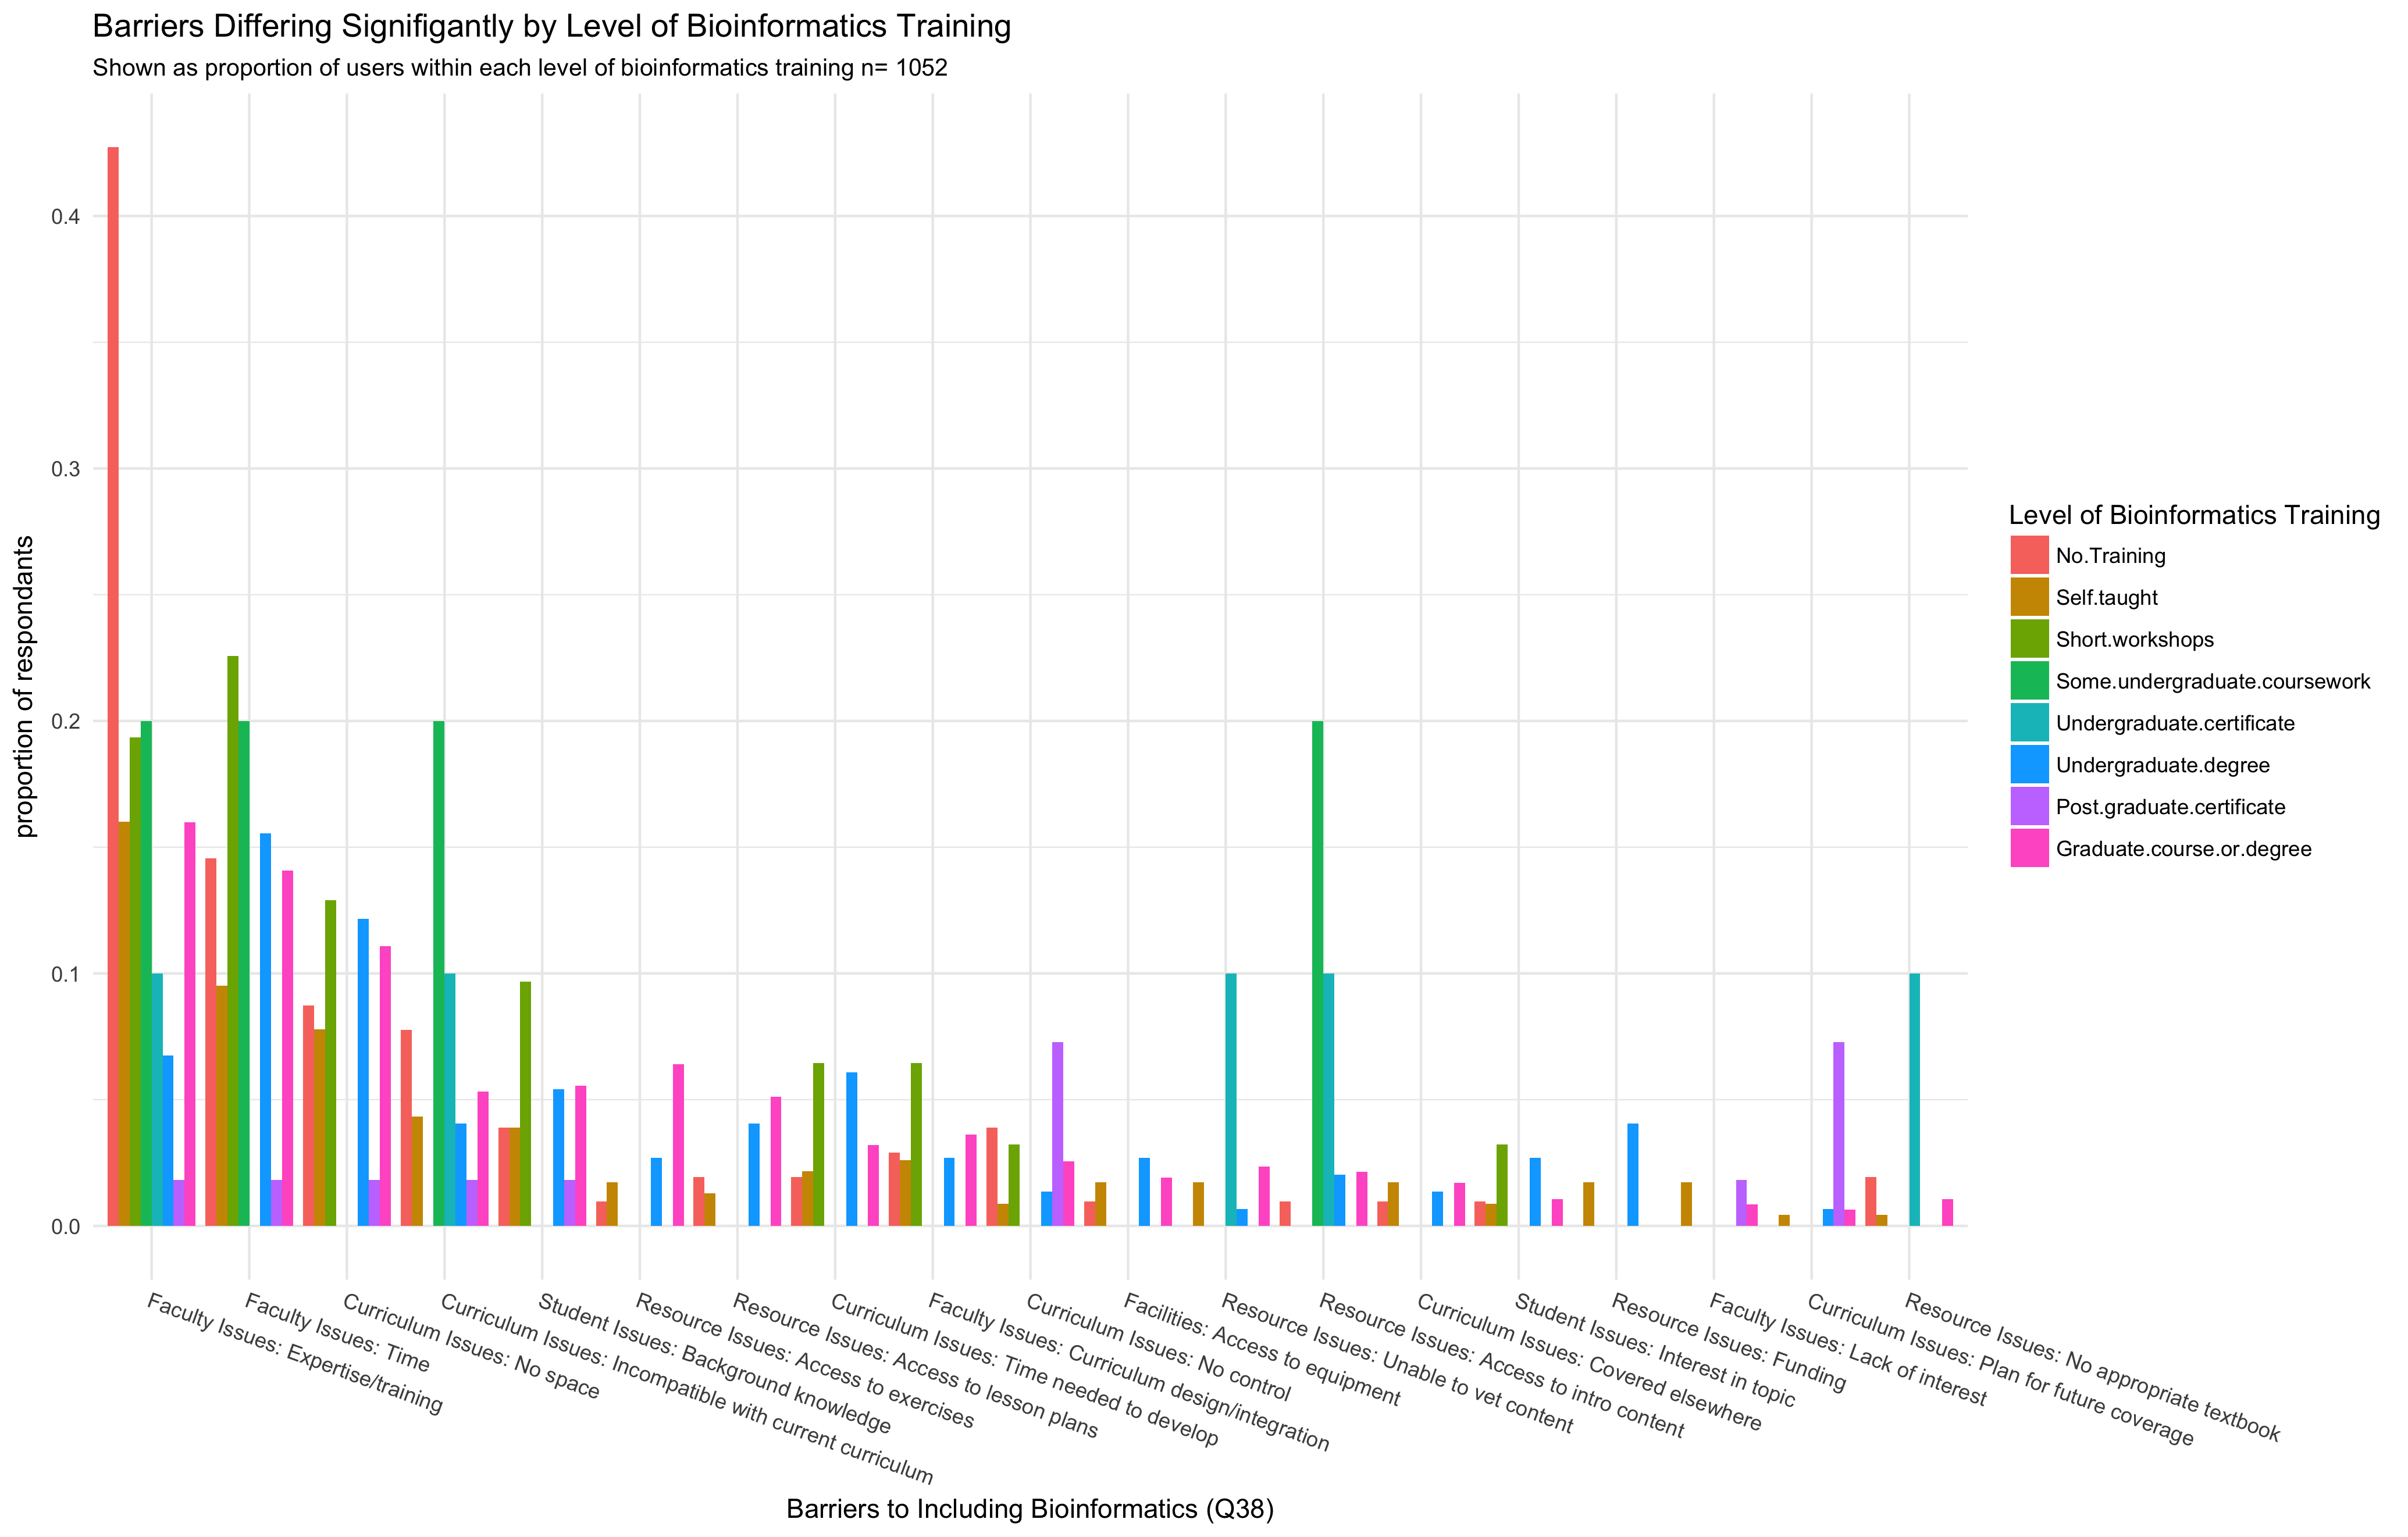 Barriers Differing Signifigantly by Level of Bioinformatics Training
Shown as proportion of users within each level of bioinformatics training n= 1052
proportion of respondants
0.4
0.3
0.2
0.1
0.0
Faculty Issues: Expertise/training
Faculty Issues: Time
Curriculum Issues: No space
Curriculum Issues: Incompatible with current curriculum
Student Issues: Background knowledge
Resource Issues: Access to exercises
Resource Issues: Access to lesson plans
Curriculum Issues: Time needed to develop
Faculty Issues: Curriculum design/integration
Curriculum Issues: No control
Facilities: Access to equipment
Resource Issues: Unable to vet content
Resource Issues: Access to intro content
Curriculum Issues: Covered elsewhere
Student Issues: Interest in topic
Resource Issues: Funding
Faculty Issues: Lack of interest
Curriculum Issues: Plan for future coverage
Resource Issues: No appropriate textbook
Barriers to Including Bioinformatics (Q38)
Level of Bioinformatics Training
No.Training
Self.taught
Short.workshops
Some.undergraduate.coursework
Undergraduate.certificate
Undergraduate.degree
Post.graduate.certificate
Graduate.course.or.degree